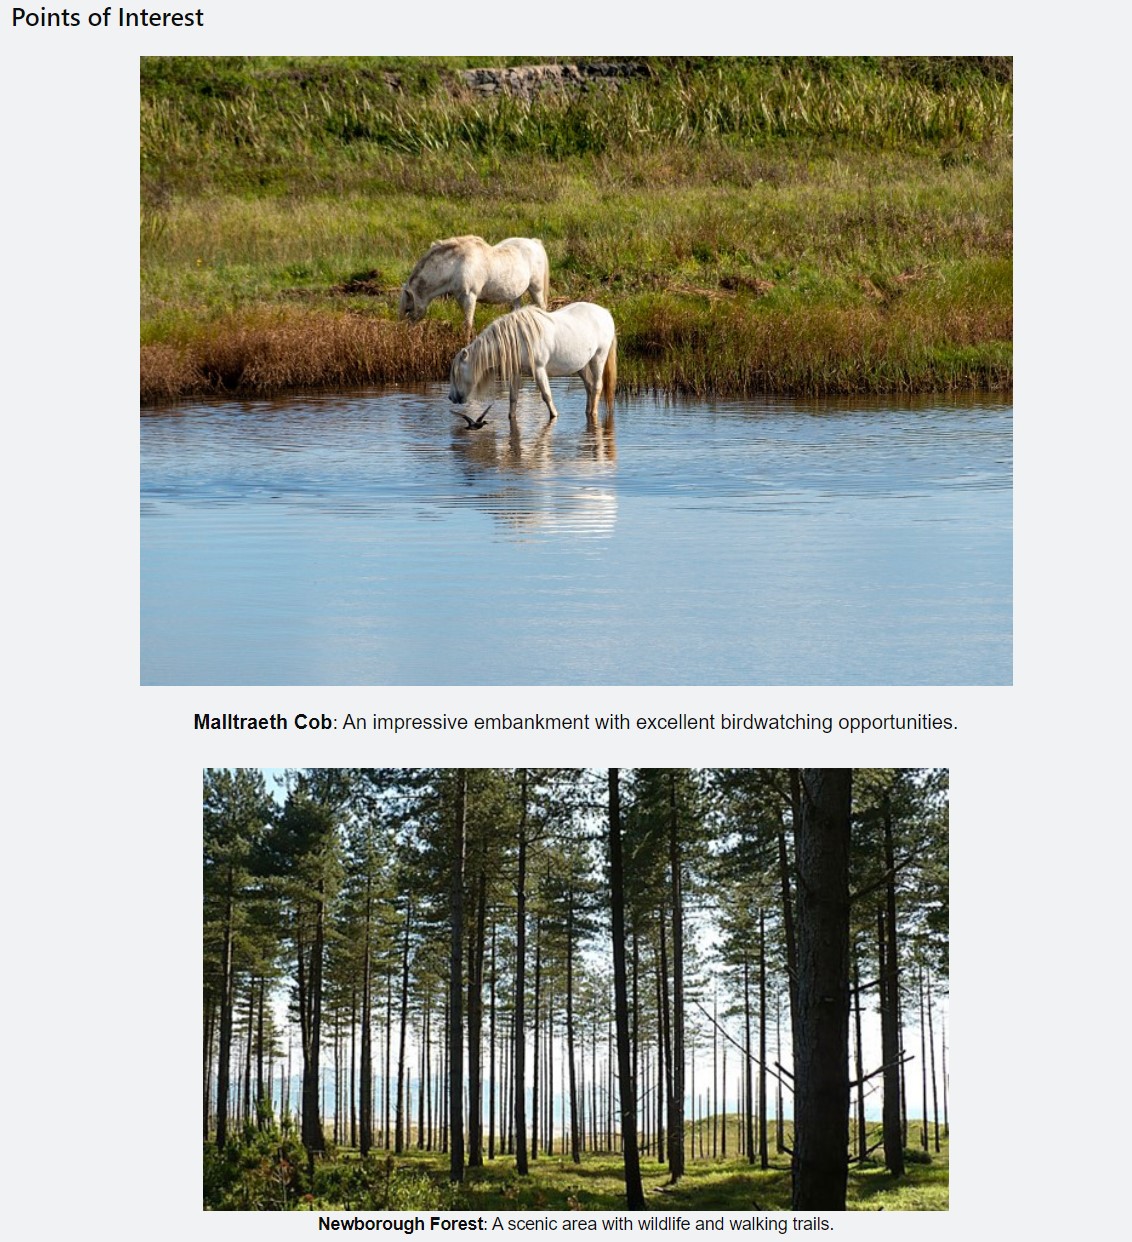 Points of Interest
Malltraeth Cob: An impressive embankment with excellent birdwatching opportunities.
Newborough Forest: A scenic area with wildlife and walking trails.